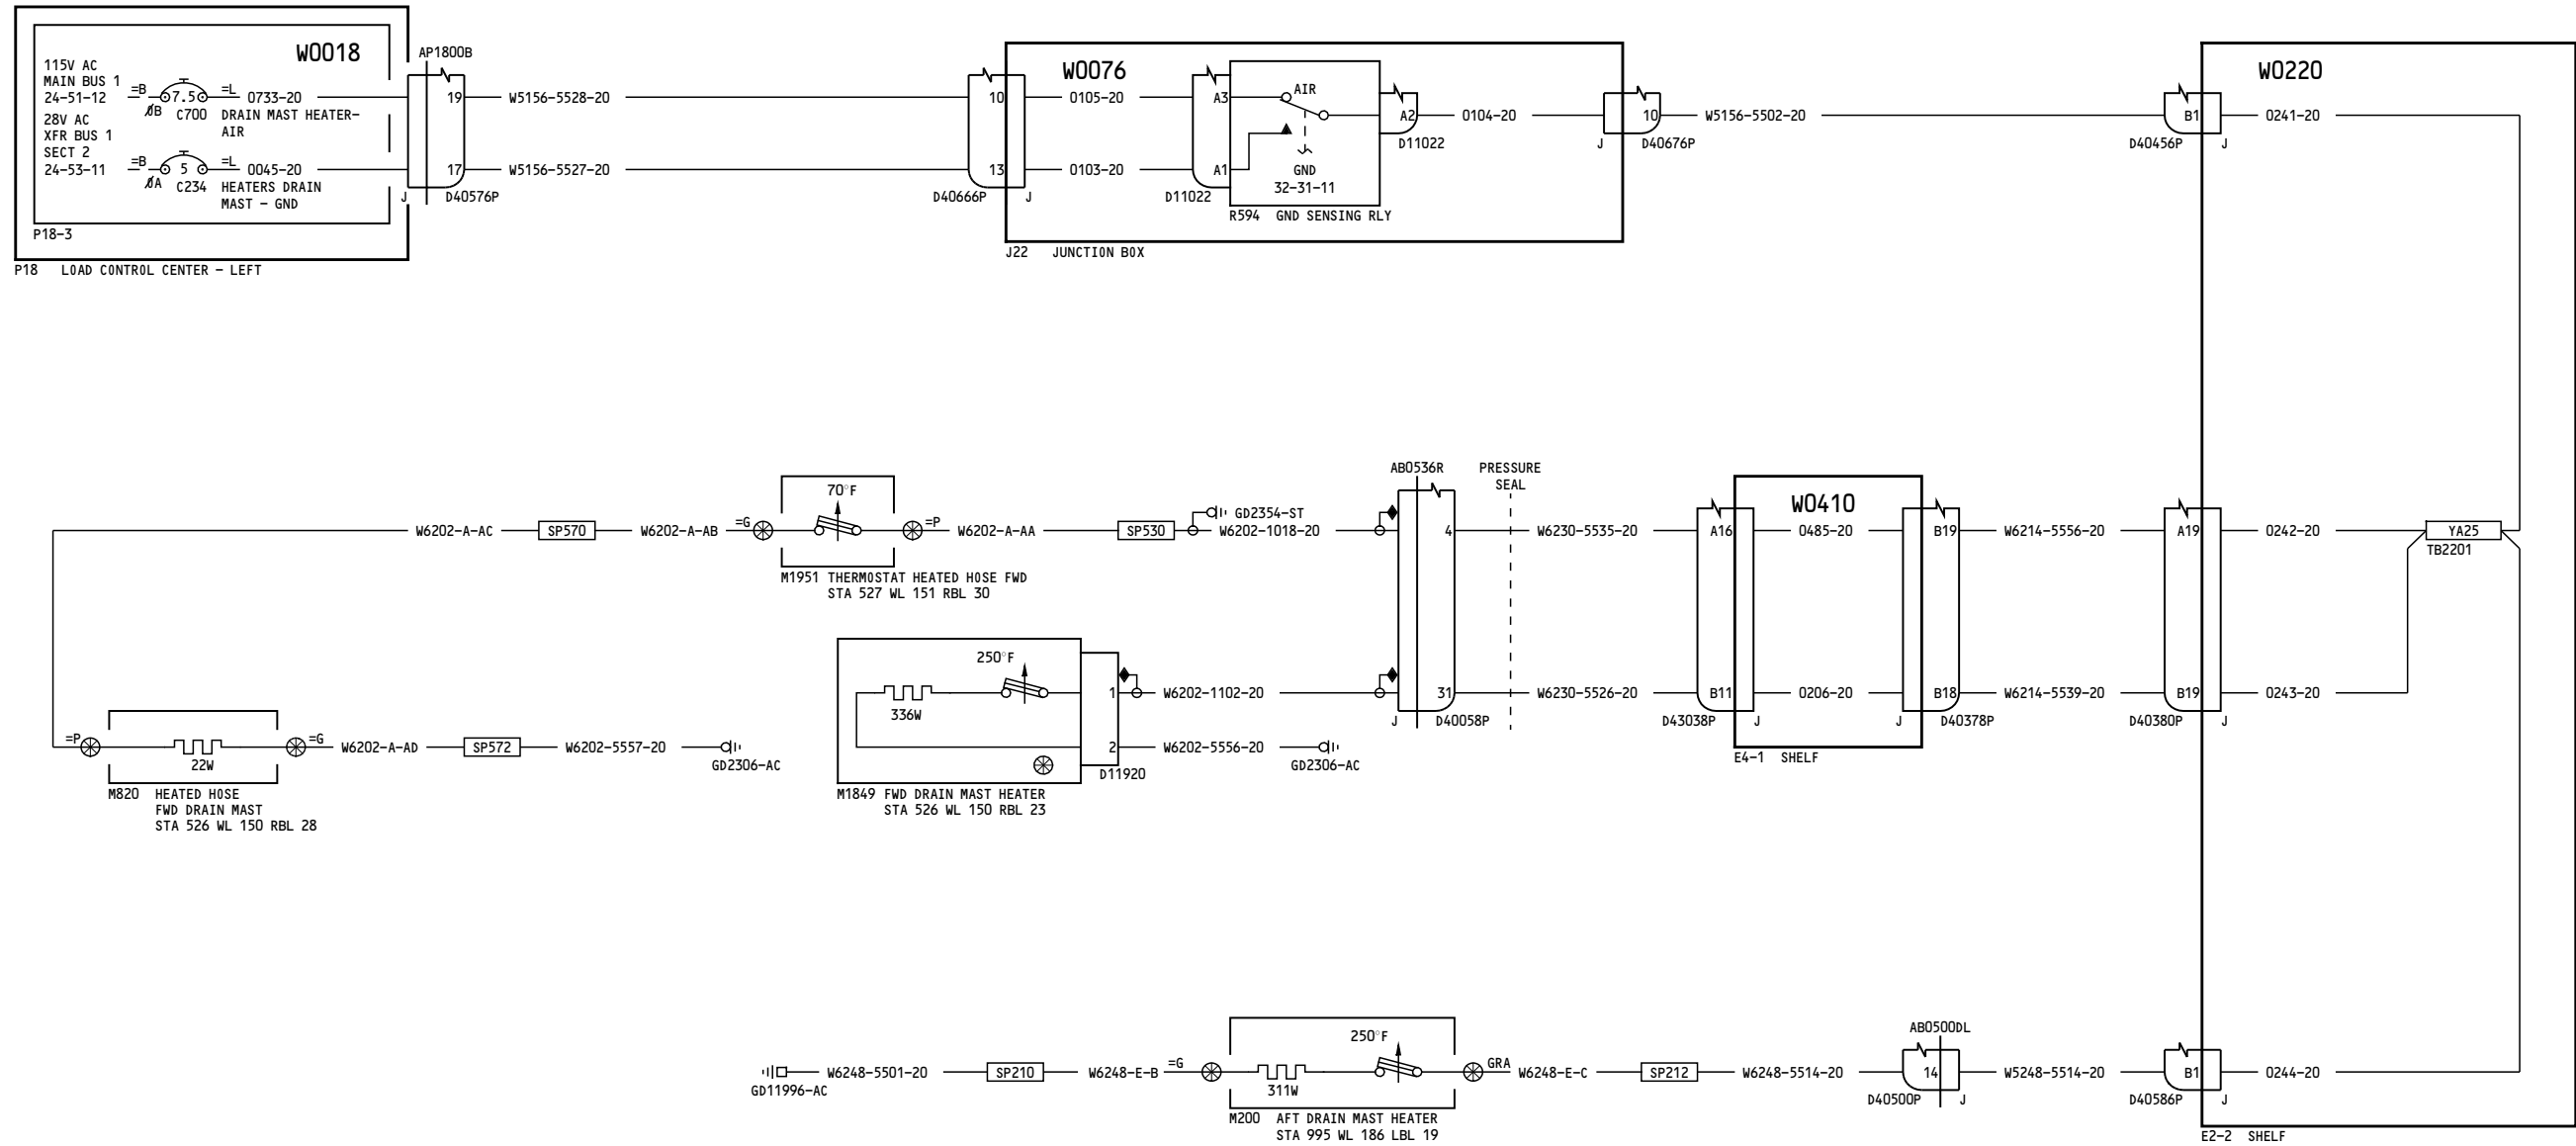 W0018
115V AC
MAIN BUS 1
24-51-12
=B
7.5
=L
0733-20
ØB
C700
DRAIN MAST HEATER-
AIR
28V AC
XFR BUS 1
SECT 2
24-53-11
=B
5
=L
0045-20
ØA
C234
HEATERS DRAIN
MAST - GND
P18-3
P18 LOAD CONTROL CENTER - LEFT
AP1800B
19
17
J
D40576P
W5156-5528-20
W5156-5527-20
10
13
D40666P
J
W0076
0105-20
0103-20
A3
A1
D11022
AIR
GND
32-31-11
R594 GND SENSING RLY
A2
D11022
0104-20
J22 JUNCTION BOX
10
J
D40676P
W5156-5502-20
B1
D40456P
J
W0220
0241-20
W6202-A-AC
SP570
W6202-A-AB
=G
70°F
=P
M1951 THERMOSTAT HEATED HOSE FWD
STA 527 WL 151 RBL 30
W6202-A-AA
SP530
GD2354-ST
W6202-1018-20
AB0536R
4
31
J
D40058P
PRESSURE
SEAL
W6230-5535-20
W6230-5526-20
A16
B11
D43038P
J
W0410
0485-20
0206-20
B19
B18
J
D40378P
E4-1 SHELF
W6214-5556-20
W6214-5539-20
A19
B19
D40380P
J
0242-20
0243-20
YA25
TB2201
250°F
336W
1
2
D11920
M1849 FWD DRAIN MAST HEATER
STA 526 WL 150 RBL 23
W6202-1102-20
W6202-5556-20
GD2306-AC
=P
22W
=G
M820 HEATED HOSE
FWD DRAIN MAST
STA 526 WL 150 RBL 28
W6202-A-AD
SP572
W6202-5557-20
GD2306-AC
GD11996-AC
W6248-5501-20
SP210
W6248-E-B
=G
311W
250°F
GRA
M200 AFT DRAIN MAST HEATER
STA 995 WL 186 LBL 19
W6248-E-C
SP212
W6248-5514-20
AB0500DL
14
D40500P
J
W5248-5514-20
B1
D40586P
J
0244-20
E2-2 SHELF